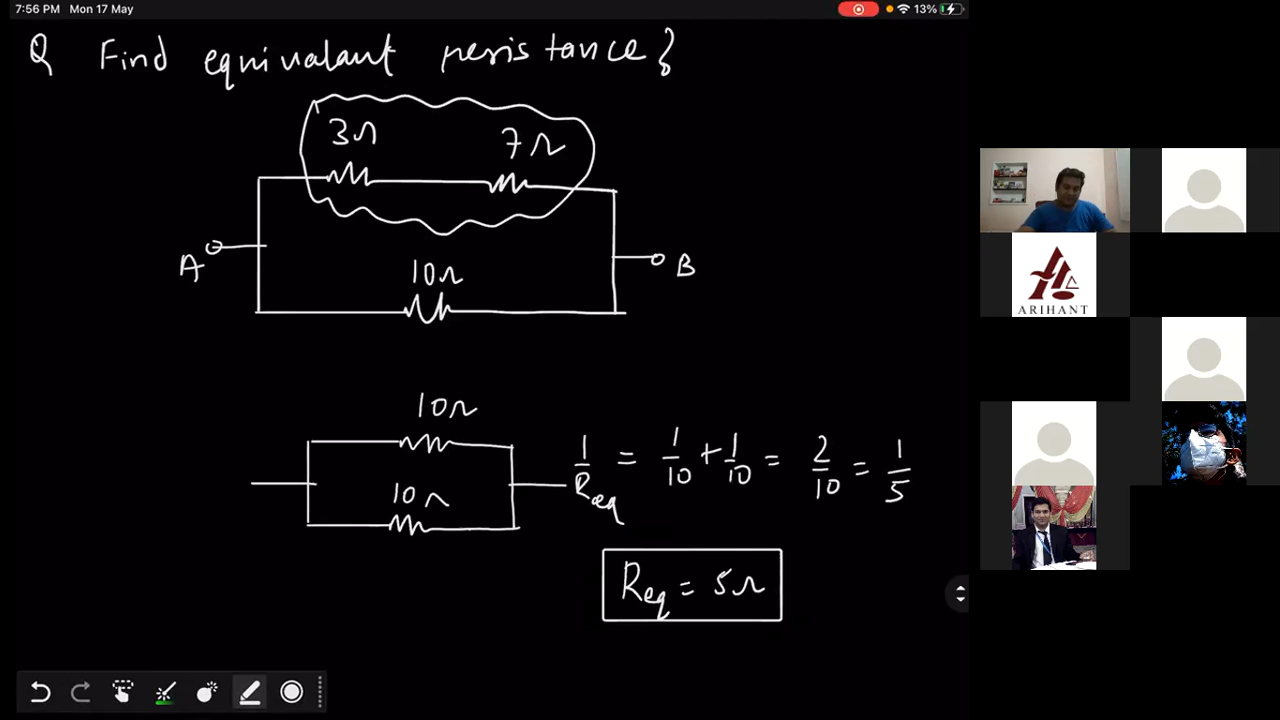 7:56 PM Mon 17 May
13%
Q Find equivalant resistance?
3Ω 7Ω
A B
10Ω
10Ω
10Ω
1/Req = 1/10 + 1/10 = 2/10 = 1/5
Req = 5Ω
ARIHANT